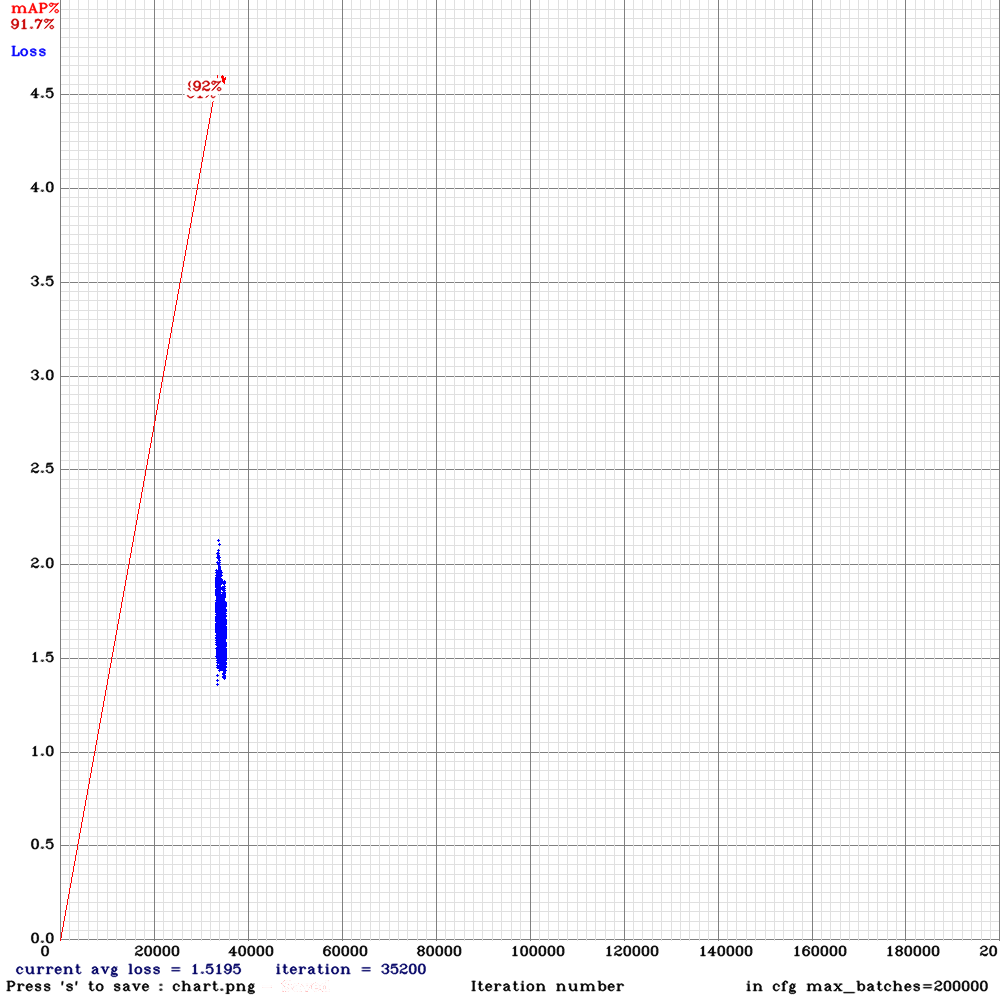 mAP%
91.7%
Loss
92%
4.5
4.0
3.5
3.0
2.5
2.0
1.5
1.0
0.5
0.0
0 20000 40000 60000 80000 100000 120000 140000 160000 180000 20
current avg loss = 1.5195 iteration = 35200
Press 's' to save : chart.png - Iteration number in cfg max_batches=200000